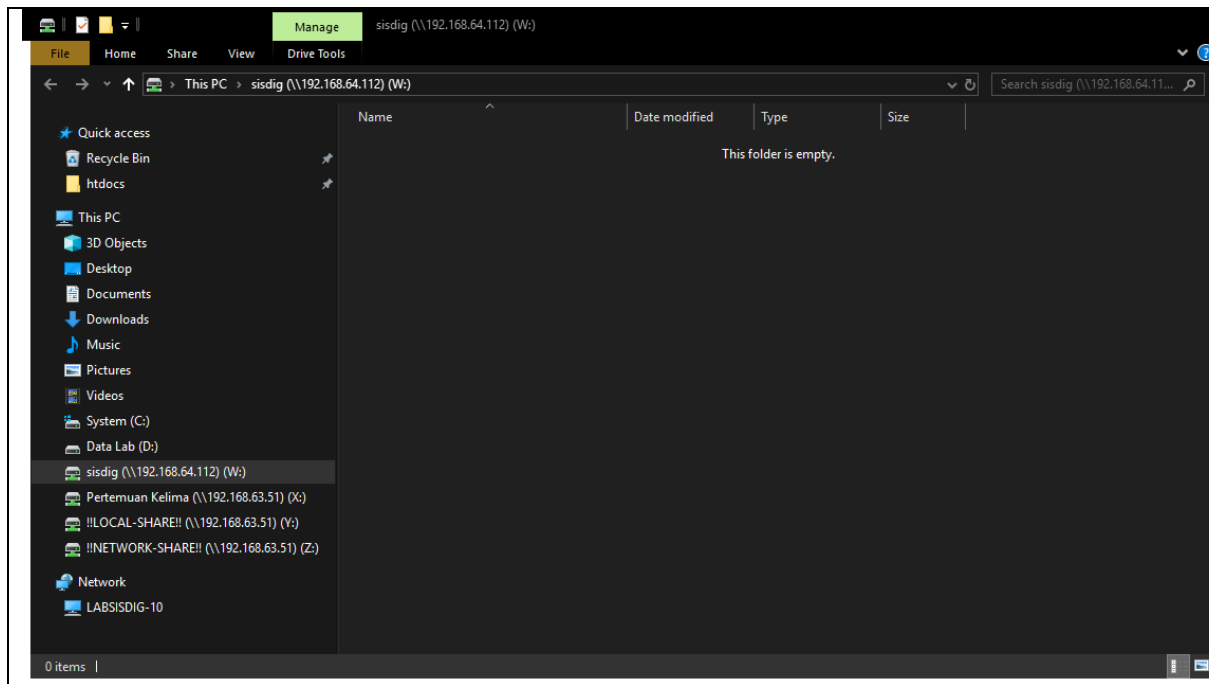 Manage
sisdig (\\192.168.64.112) (W:)
File
Home
Share
View
Drive Tools
This PC
sisdig (\\192.168.64.112) (W:)
Search sisdig (\\192.168.64.11...
Name
Date modified
Type
Size
This folder is empty.
Quick access
Recycle Bin
htdocs
This PC
3D Objects
Desktop
Documents
Downloads
Music
Pictures
Videos
System (C:)
Data Lab (D:)
sisdig (\\192.168.64.112) (W:)
Pertemuan Kelima (\\192.168.63.51) (X:)
!!LOCAL-SHARE!! (\\192.168.63.51) (Y:)
!!NETWORK-SHARE!! (\\192.168.63.51) (Z:)
Network
LABSISDIG-10
0 items